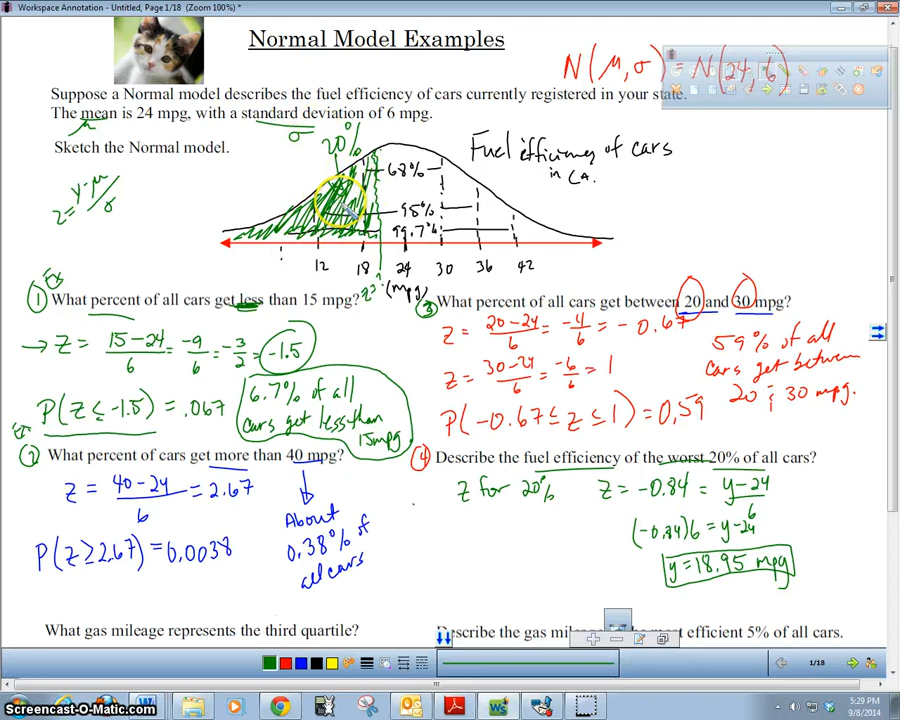 Workspace Annotation, Page 1/18 (Zoom 200%) *
Normal Model Examples
N(μ, σ) = N(24, 6)
Suppose a Normal model describes the fuel efficiency of cars currently registered in your state.
The mean is 24 mpg, with a standard deviation of 6 mpg.
μ
σ
20%
Sketch the Normal model.
Fuel efficiency of cars
in CA.
68%
z = y-μ/σ
95%
99.7%
12 18 24 30 36 42
z? (mpg)
Ex
① What percent of all cars get less than 15 mpg?
→ z = 15-24/6 = -9/6 = -3/2 = -1.5
P(z ≤ -1.5) = .067
6.7% of all
cars get less than
15mpg
② What percent of cars get more than 40 mpg?
z = 40-24/6 = 2.67
P(z ≥ 2.67) = 0.0038
About
0.38% of
all cars
③ What percent of all cars get between 20 and 30 mpg?
z = 20-24/6 = -4/6 = -0.67
z = 30-24/6 = -6/6 = 1
P(-0.67 ≤ z ≤ 1) = 0.59
59% of all
cars get between
20 & 30 mpg.
④ Describe the fuel efficiency of the worst 20% of all cars?
z for 20% z = -0.84 = y-24/6
(-0.84)6 = y-24
y = 18.95 mpg
What gas mileage represents the third quartile?
Describe the gas mileage most efficient 5% of all cars.
1/18
Start
Screencast-O-Matic.com
5:29 PM
9/8/2014